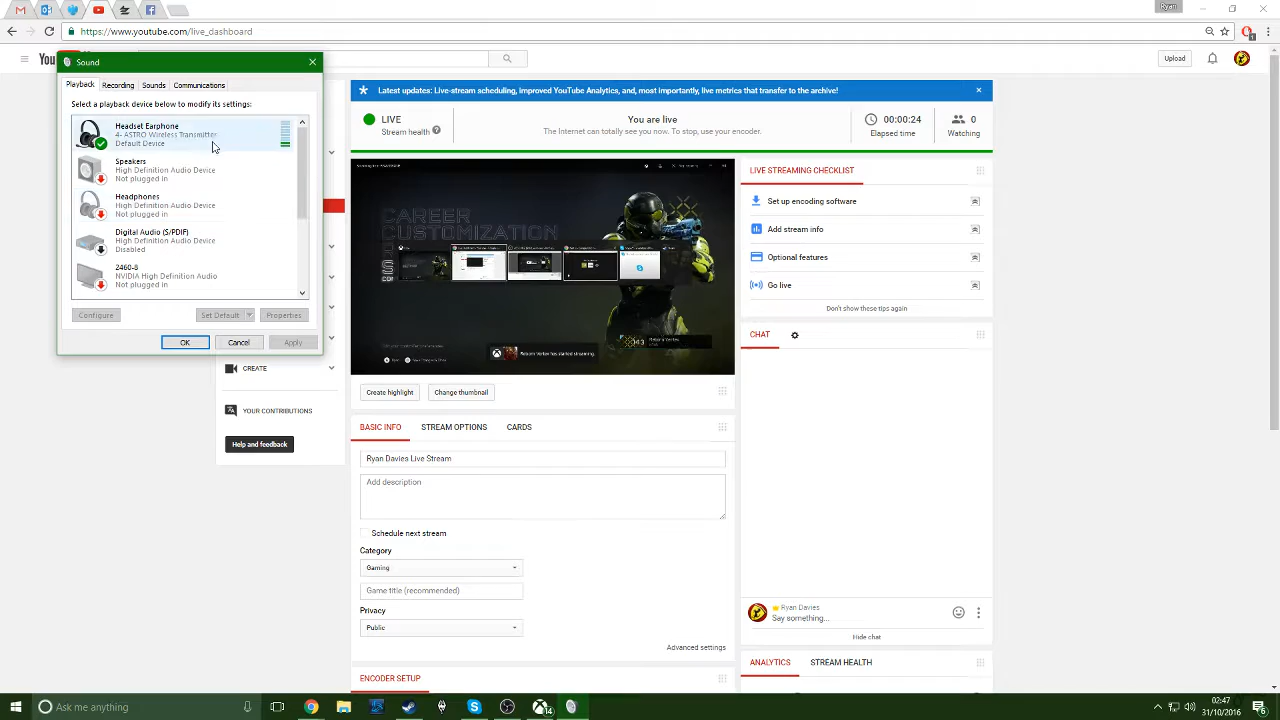 Ryan
https://www.youtube.com/live_dashboard
You
Upload
Sound
Playback
Recording
Sounds
Communications
Select a playback device below to modify its settings:
Headset Earphone
4- ASTRO Wireless Transmitter
Default Device
Speakers
High Definition Audio Device
Not plugged in
Headphones
High Definition Audio Device
Not plugged in
Digital Audio (S/PDIF)
High Definition Audio Device
Disabled
2460-8
NVIDIA High Definition Audio
Not plugged in
Configure
Set Default
Properties
OK
Cancel
Apply
CREATE
YOUR CONTRIBUTIONS
Help and feedback
Latest updates: Live-stream scheduling, improved YouTube Analytics, and, most importantly, live metrics that transfer to the archive!
LIVE
Stream health
You are live
The Internet can totally see you now. To stop, use your encoder.
00:00:24
Elapsed time
0
Watching
CAREER
CUSTOMIZATION
Reborn Vertex has started streaming.
343
Create highlight
Change thumbnail
BASIC INFO
STREAM OPTIONS
CARDS
Ryan Davies Live Stream
Add description
Schedule next stream
Category
Gaming
Game title (recommended)
Privacy
Public
Advanced settings
ENCODER SETUP
LIVE STREAMING CHECKLIST
Set up encoding software
Add stream info
Optional features
Go live
Don't show these tips again
CHAT
Ryan Davies
Say something...
Hide chat
ANALYTICS
STREAM HEALTH
Ask me anything
02:47
31/10/2016